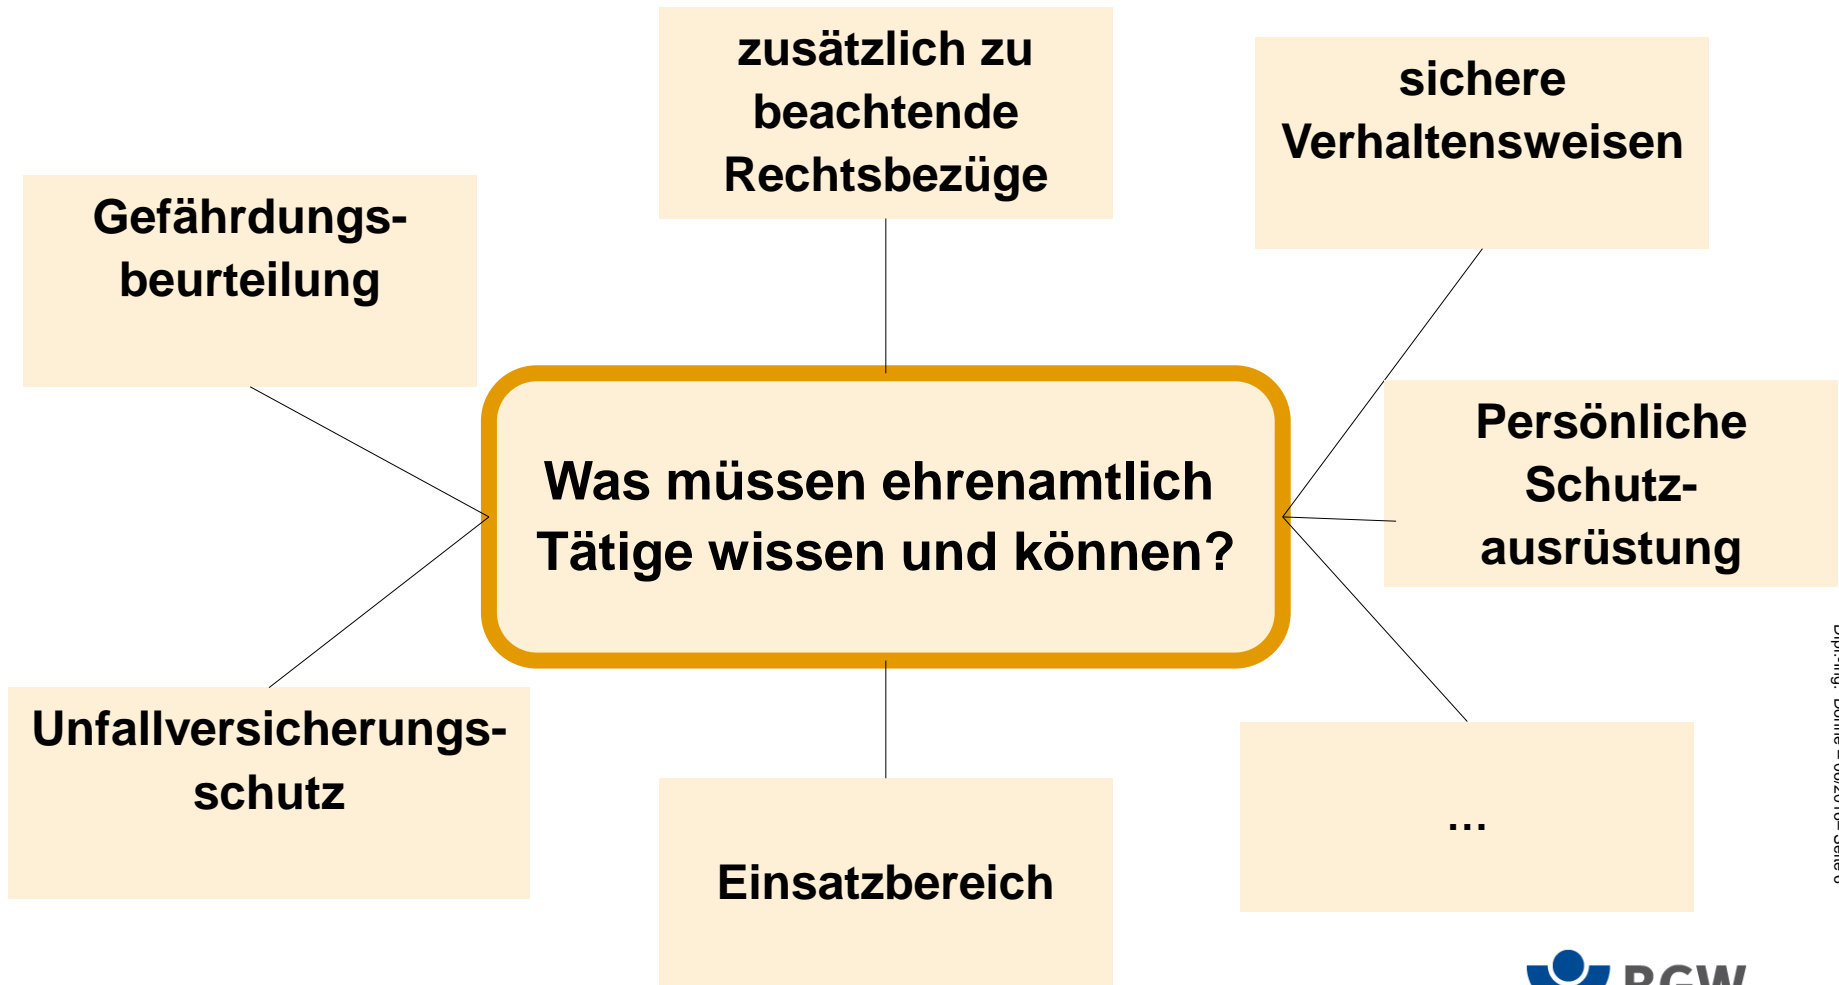 zusätzlich zu
beachtende
Rechtsbezüge
sichere
Verhaltensweisen
Gefährdungs-
beurteilung
Was müssen ehrenamtlich
Tätige wissen und können?
Persönliche
Schutz-
ausrüstung
Unfallversicherungs-
schutz
Einsatzbereich
...
BGW